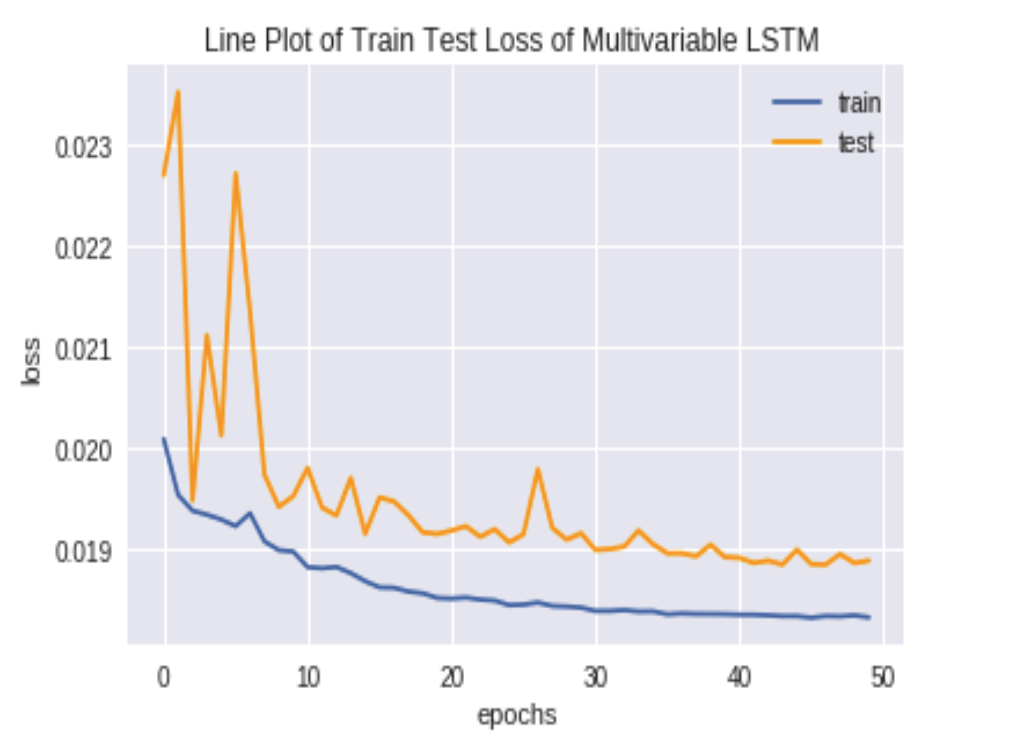 Line Plot of Train Test Loss of Multivariable LSTM
train
test
0.023
0.022
0.021
0.020
0.019
loss
0 10 20 30 40 50
epochs